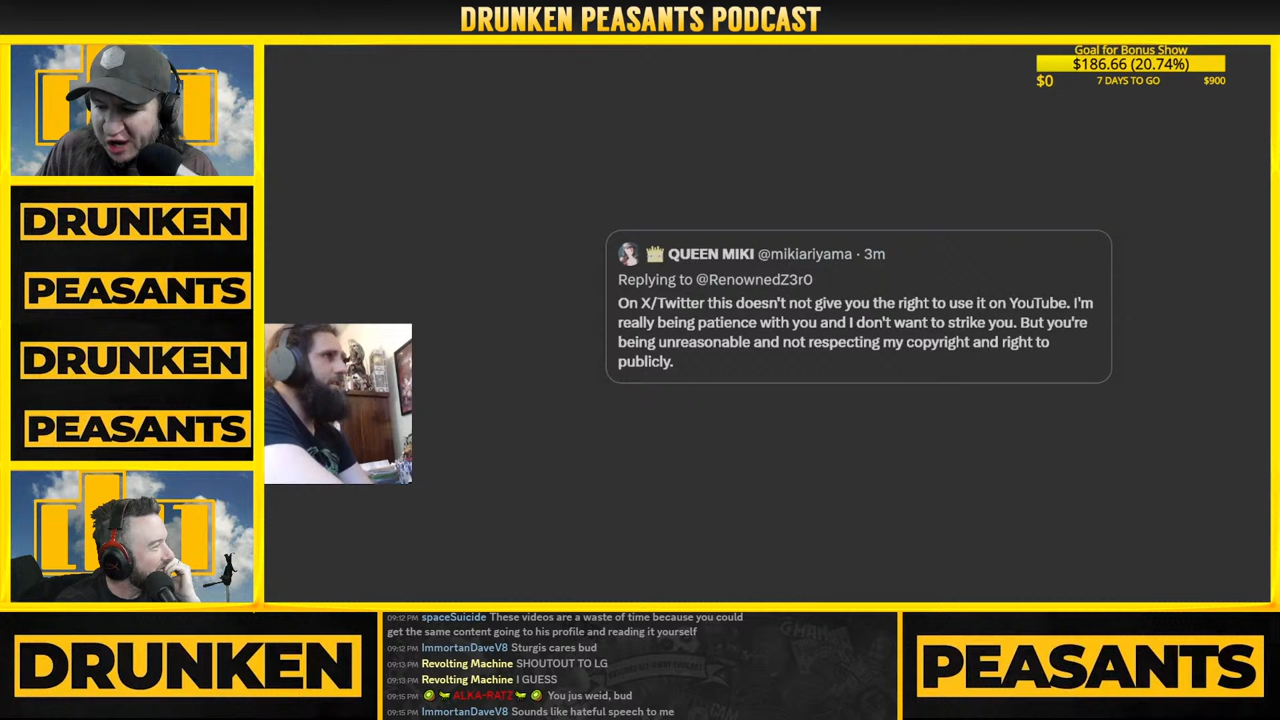 DRUNKEN PEASANTS PODCAST
Goal for Bonus Show
$186.66 (20.74%)
$0 7 DAYS TO GO $900
DRUNKEN
PEASANTS
DRUNKEN
PEASANTS
QUEEN MIKI @mikiariyama · 3m
Replying to @RenownedZ3r0
On X/Twitter this doesn't not give you the right to use it on YouTube. I'm
really being patience with you and I don't want to strike you. But you're
being unreasonable and not respecting my copyright and right to
publicly.
09:12 PM spaceSuicide These videos are a waste of time because you could
get the same content going to his profile and reading it yourself
09:12 PM ImmortanDaveV8 Sturgis cares bud
09:13 PM Revolting Machine SHOUTOUT TO LG
09:13 PM Revolting Machine I GUESS
09:15 PM ALKA-RATZ You jus weid, bud
09:15 PM ImmortanDaveV8 Sounds like hateful speech to me
DRUNKEN
PEASANTS